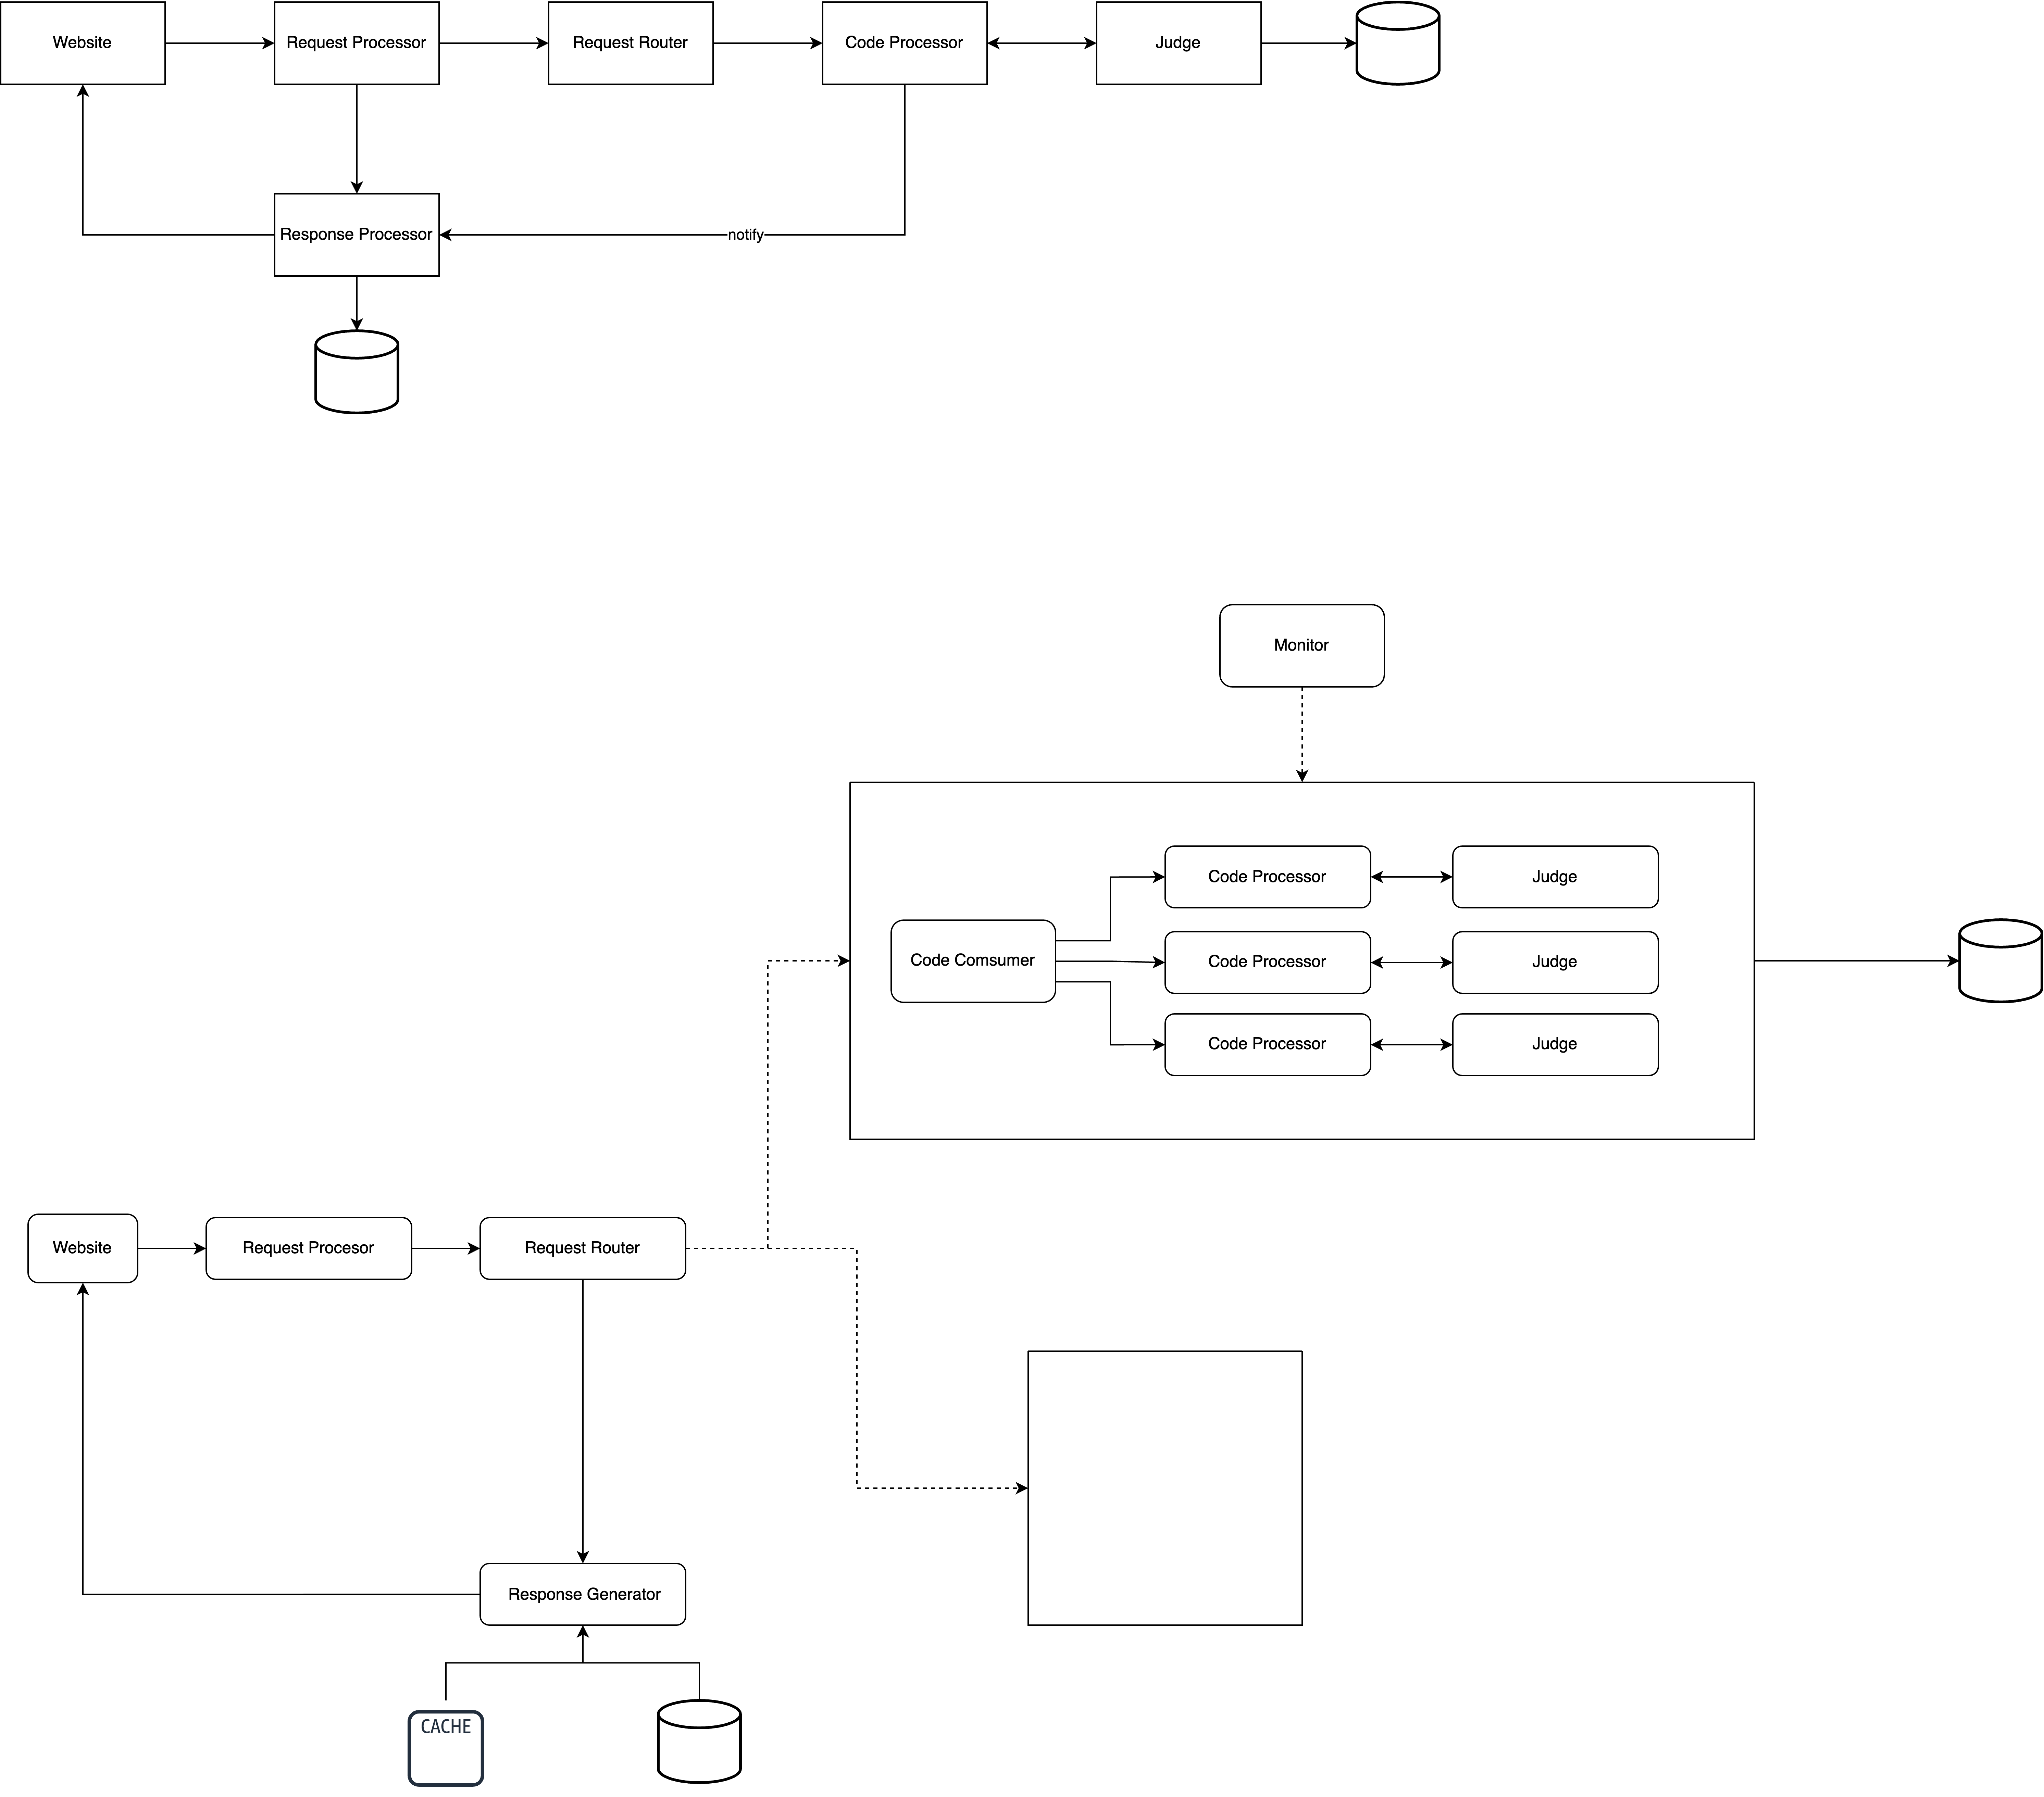 Website
Request Processor
Request Router
Code Processor
Judge
Response Processor
notify
Monitor
Code Processor
Judge
Code Comsumer
Code Processor
Judge
Code Processor
Judge
Website
Request Procesor
Request Router
Response Generator
CACHE